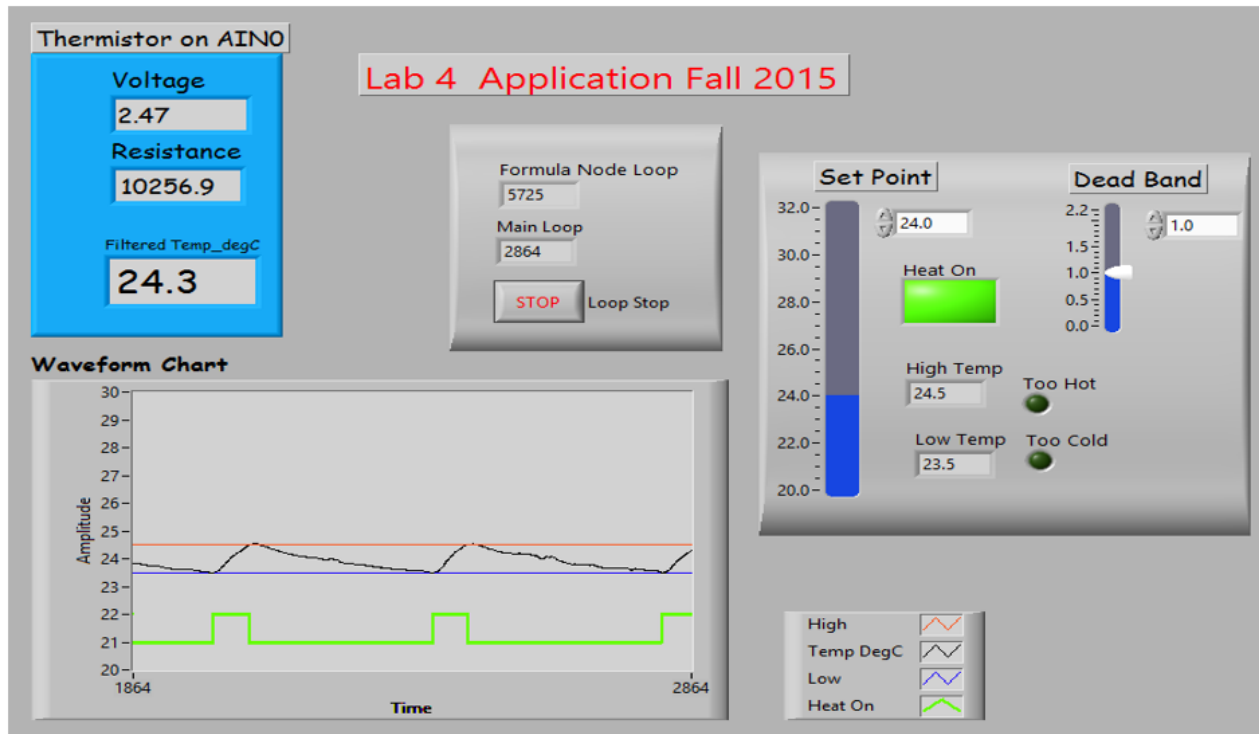 Thermistor on AIN0
Voltage
2.47
Resistance
10256.9
Filtered Temp_degC
24.3
Lab 4 Application Fall 2015
Formula Node Loop
5725
Main Loop
2864
STOP Loop Stop
Set Point
32.0
30.0
28.0
26.0
24.0
22.0
20.0
24.0
Heat On
High Temp
24.5
Too Hot
Low Temp
23.5
Too Cold
Dead Band
2.2
1.5
1.0
0.5
0.0
1.0
Waveform Chart
Amplitude
30
29
28
27
26
25
24
23
22
21
20
1864
2864
Time
High
Temp DegC
Low
Heat On